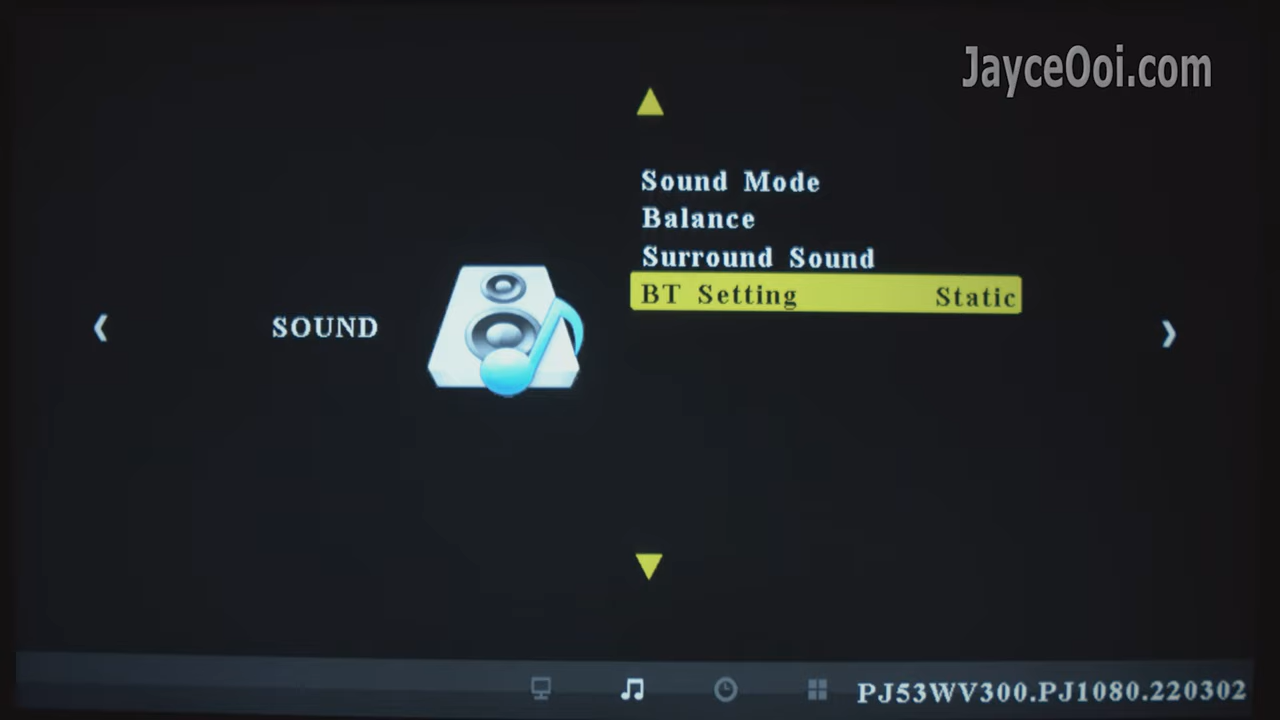 JayceOoi.com
Sound Mode
Balance
Surround Sound
BT Setting Static
SOUND
PJ53WV300.PJ1080.220302